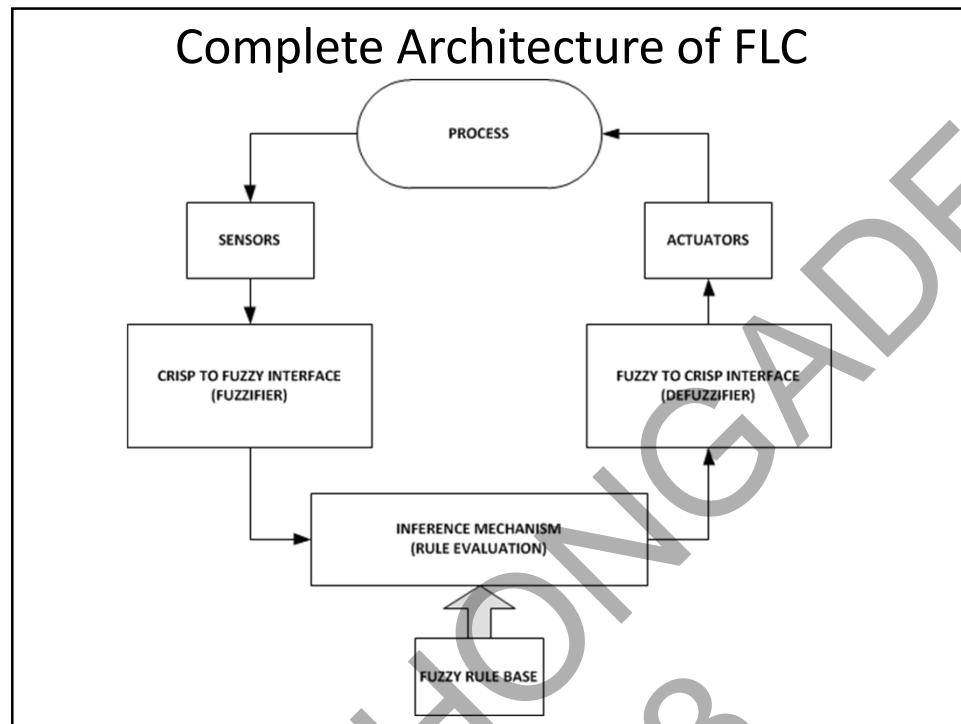 Complete Architecture of FLC
PROCESS
SENSORS
ACTUATORS
CRISP TO FUZZY INTERFACE
(FUZZIFIER)
FUZZY TO CRISP INTERFACE
(DEFUZZIFIER)
INFERENCE MECHANISM
(RULE EVALUATION)
FUZZY RULE BASE